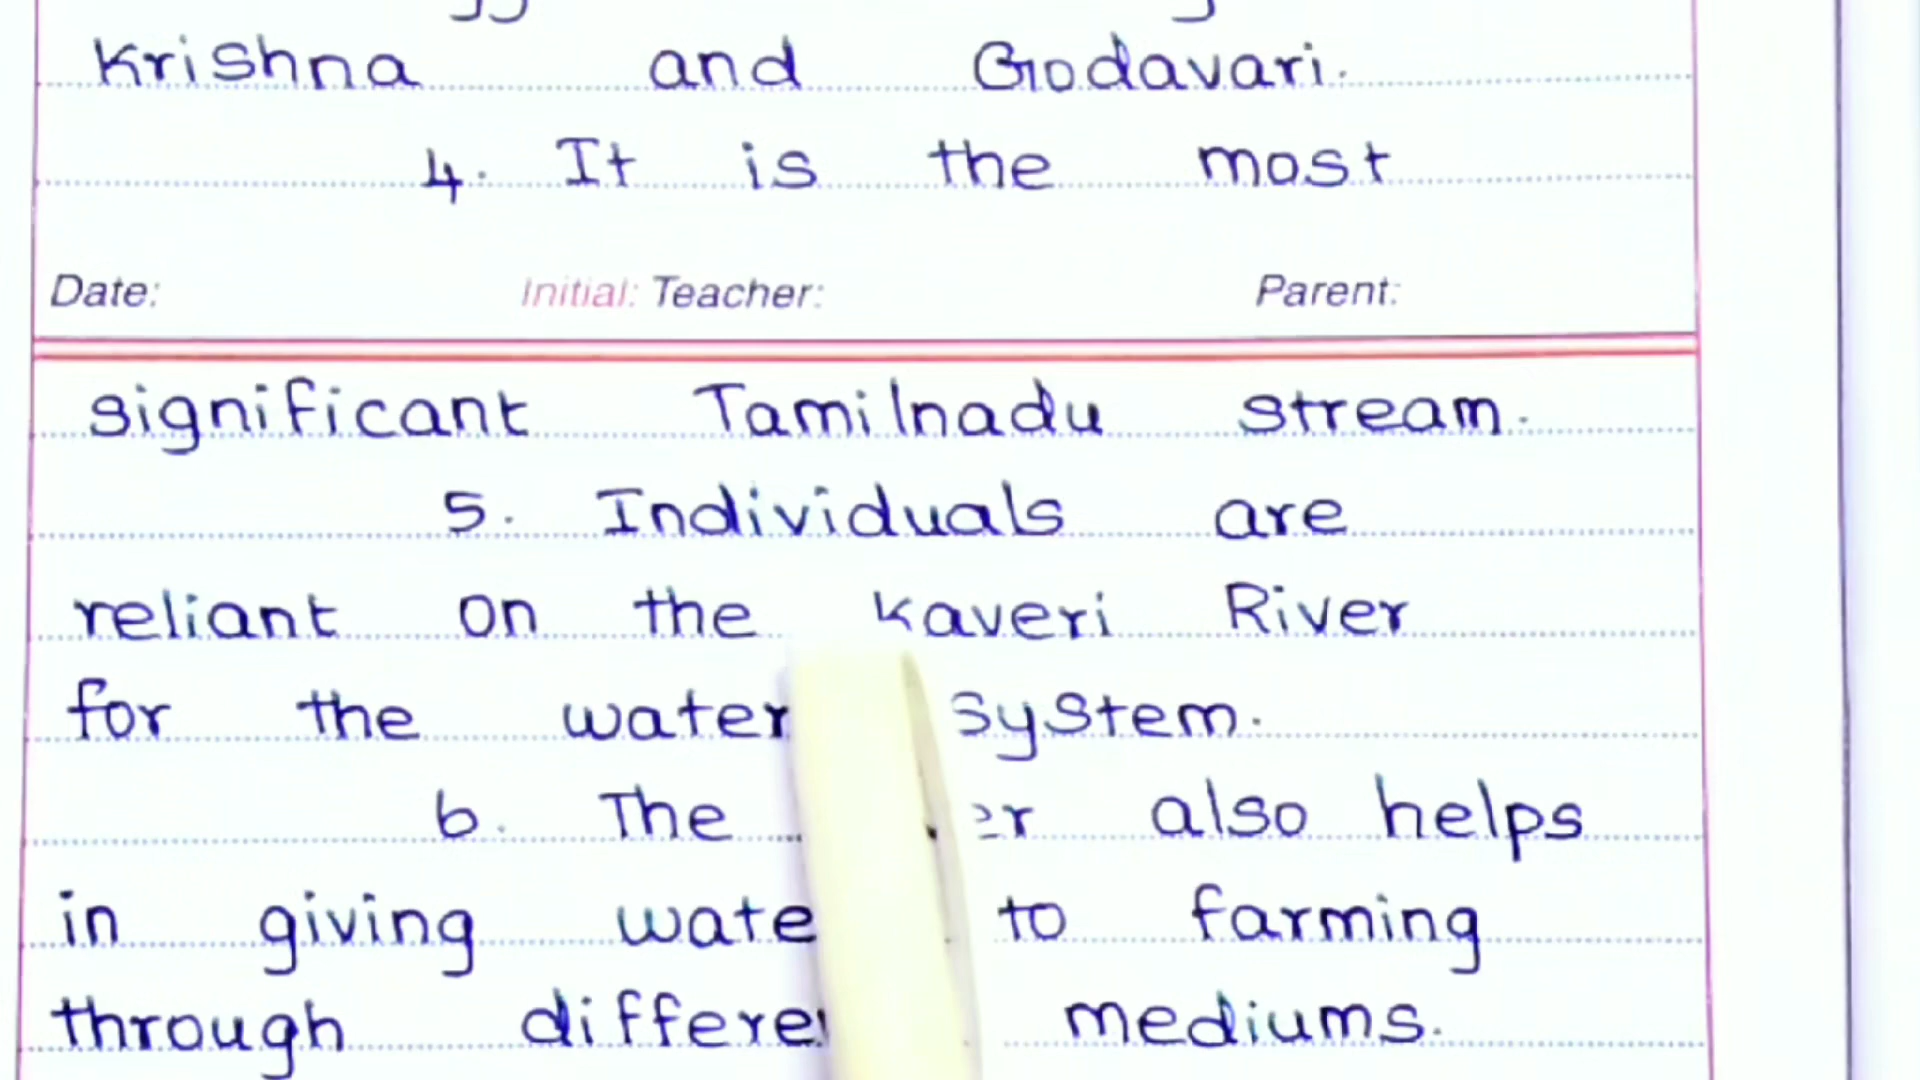 Krishna and Godavari.
4. It is the most
Date: Initial: Teacher: Parent:
significant Tamilnadu stream.
5. Individuals are
reliant on the Kaveri River
for the water system.
6. The also helps
in giving to farming
through mediums.